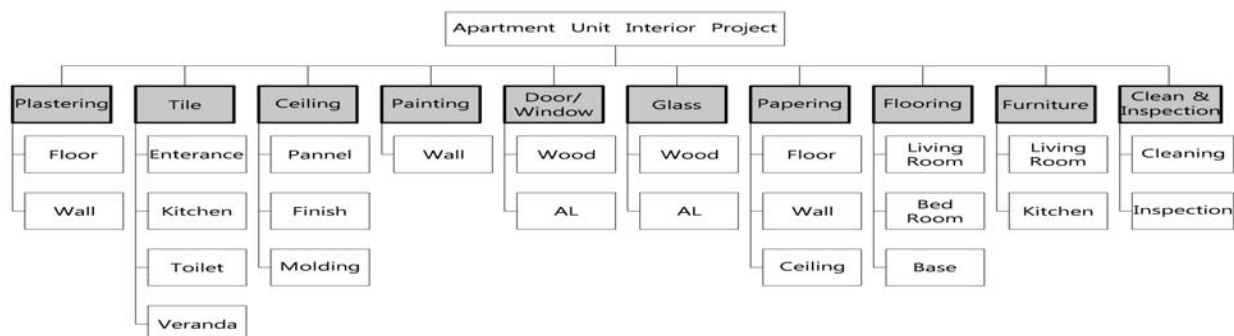 Apartment Unit Interior Project
Plastering
Tile
Ceiling
Painting
Door/
Window
Glass
Papering
Flooring
Furniture
Clean &
Inspection
Floor
Wall
Enterance
Kitchen
Toilet
Veranda
Pannel
Finish
Molding
Wall
Wood
AL
Wood
AL
Floor
Wall
Ceiling
Living
Room
Bed
Room
Base
Living
Room
Kitchen
Cleaning
Inspection